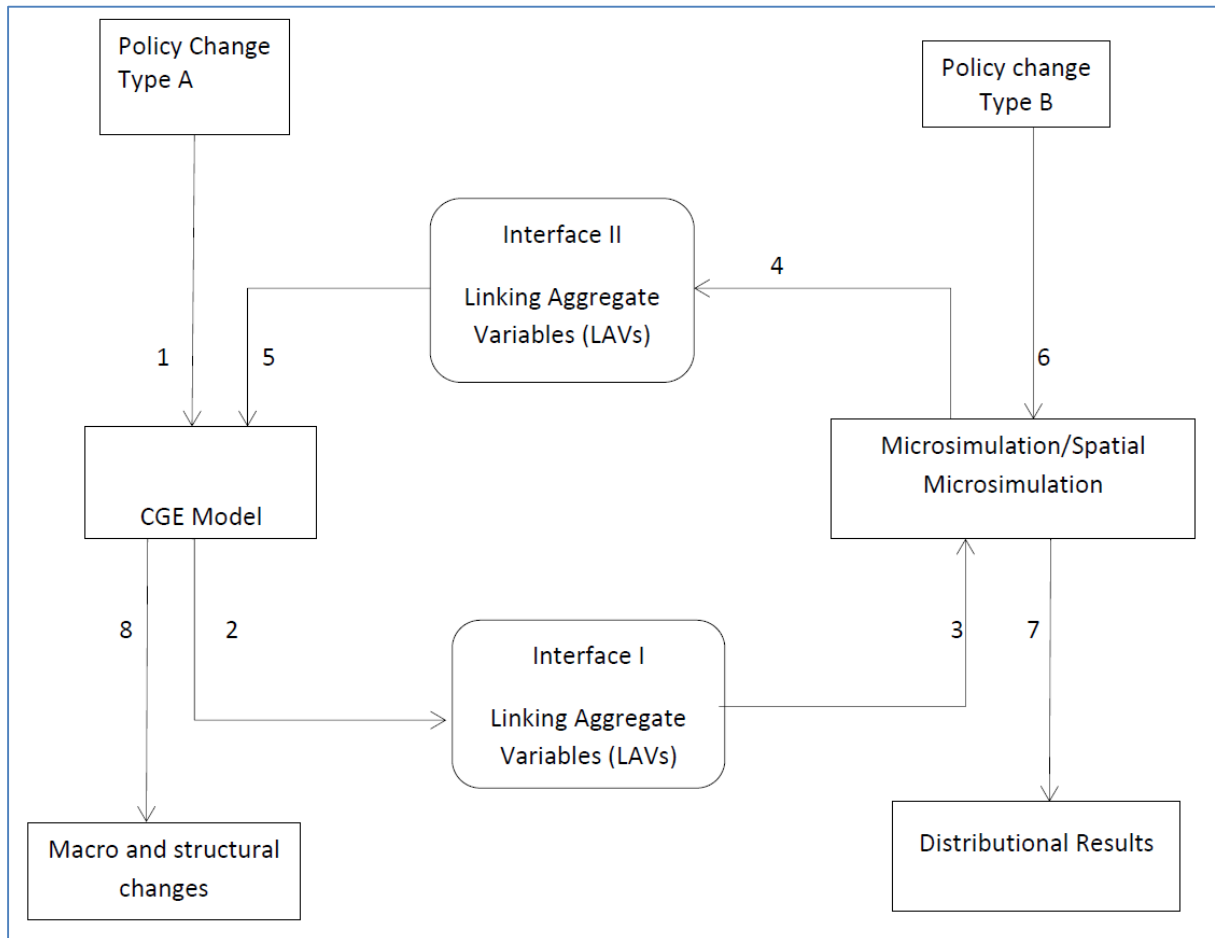 Policy Change
Type A
Policy change
Type B
Interface II
Linking Aggregate
Variables (LAVs)
4
1
5
6
CGE Model
Microsimulation/Spatial
Microsimulation
8
2
Interface I
Linking Aggregate
Variables (LAVs)
3
7
Macro and structural
changes
Distributional Results